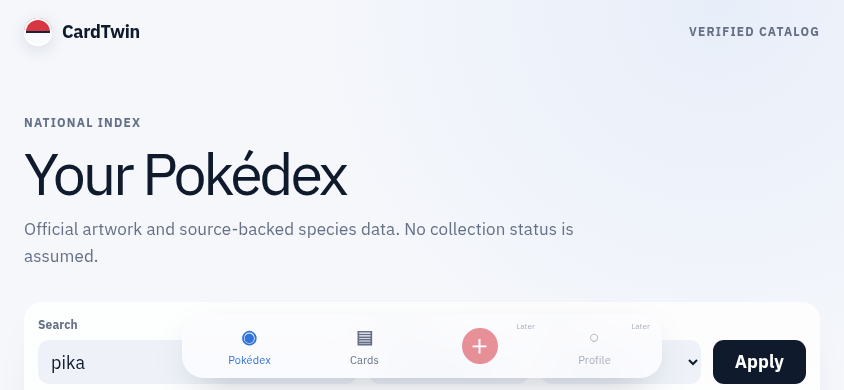 CardTwin
VERIFIED CATALOG
NATIONAL INDEX
Your Pokédex
Official artwork and source-backed species data. No collection status is
assumed.
Search
pika
Apply
Pokédex
Cards
Later
Profile
Later